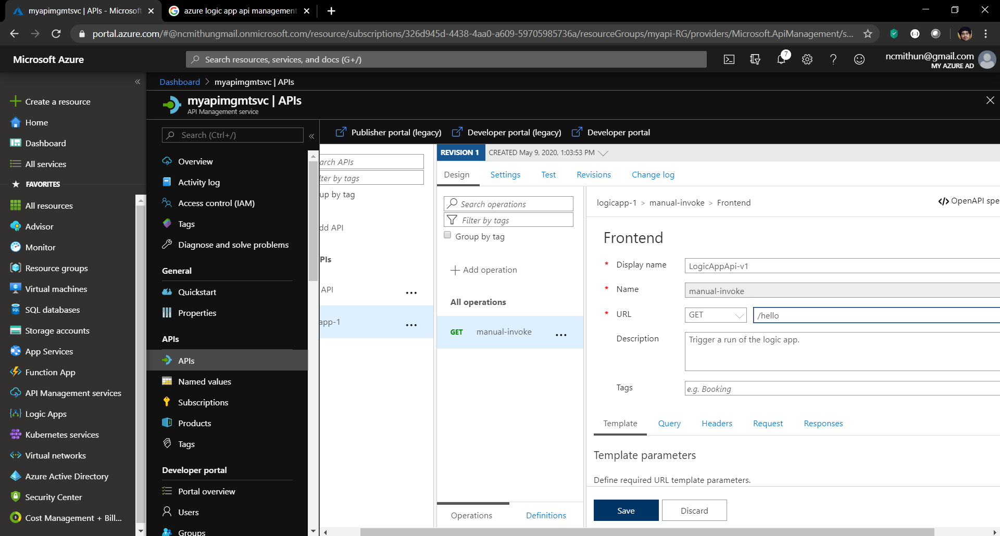 myapimgmtsvc | APIs - Microsoft
azure logic app api management
portal.azure.com/#@ncmithungmail.onmicrosoft.com/resource/subscriptions/326d945d-4438-4aa0-a609-59705985736a/resourceGroups/myapi-RG/providers/Microsoft.ApiManagement/s...
Microsoft Azure
Search resources, services, and docs (G+/)
7
ncmithun@gmail.com
MY AZURE AD
Create a resource
Home
Dashboard
All services
FAVORITES
All resources
Advisor
Monitor
Resource groups
Virtual machines
SQL databases
Storage accounts
App Services
Function App
API Management services
Logic Apps
Kubernetes services
Virtual networks
Azure Active Directory
Security Center
Cost Management + Bill...
Dashboard > myapimgmtsvc | APIs
myapimgmtsvc | APIs
API Management service
Search (Ctrl+/)
Overview
Activity log
Access control (IAM)
Tags
Diagnose and solve problems
General
Quickstart
Properties
APIs
APIs
Named values
Subscriptions
Products
Tags
Developer portal
Portal overview
Users
Groups
Publisher portal (legacy)
Developer portal (legacy)
Developer portal
arch APIs
lter by tags
up by tag
dd API
PIs
API
app-1
REVISION 1
CREATED May 9, 2020, 1:03:53 PM
Design
Settings
Test
Revisions
Change log
Search operations
Filter by tags
Group by tag
Add operation
All operations
GET manual-invoke
Operations
Definitions
logicapp-1 > manual-invoke > Frontend
</> OpenAPI spe
Frontend
* Display name
LogicAppApi-v1
* Name
manual-invoke
* URL
GET
/hello
Description
Trigger a run of the logic app.
Tags
e.g. Booking
Template
Query
Headers
Request
Responses
Template parameters
Define required URL template parameters.
Save
Discard